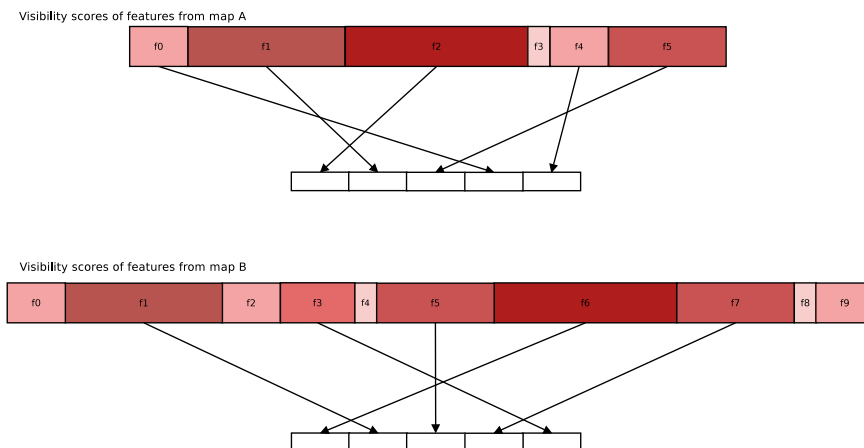 Visibility scores of features from map A
f0 f1 f2 f3 f4 f5
Visibility scores of features from map B
f0 f1 f2 f3 f4 f5 f6 f7 f8 f9